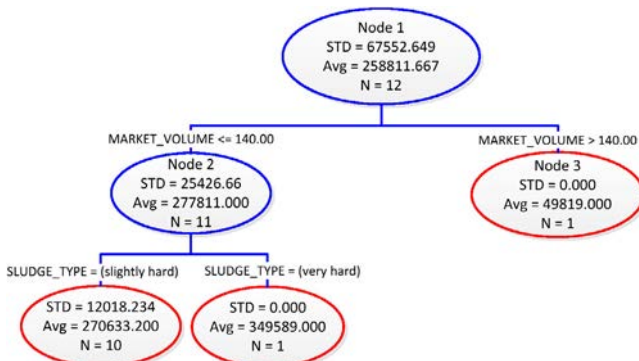 Node 1
STD = 67552.649
Avg = 258811.667
N = 12
MARKET_VOLUME <= 140.00
MARKET_VOLUME > 140.00
Node 2
STD = 25426.66
Avg = 277811.000
N = 11
Node 3
STD = 0.000
Avg = 49819.000
N = 1
SLUDGE_TYPE = (slightly hard)
SLUDGE_TYPE = (very hard)
STD = 12018.234
Avg = 270633.200
N = 10
STD = 0.000
Avg = 349589.000
N = 1